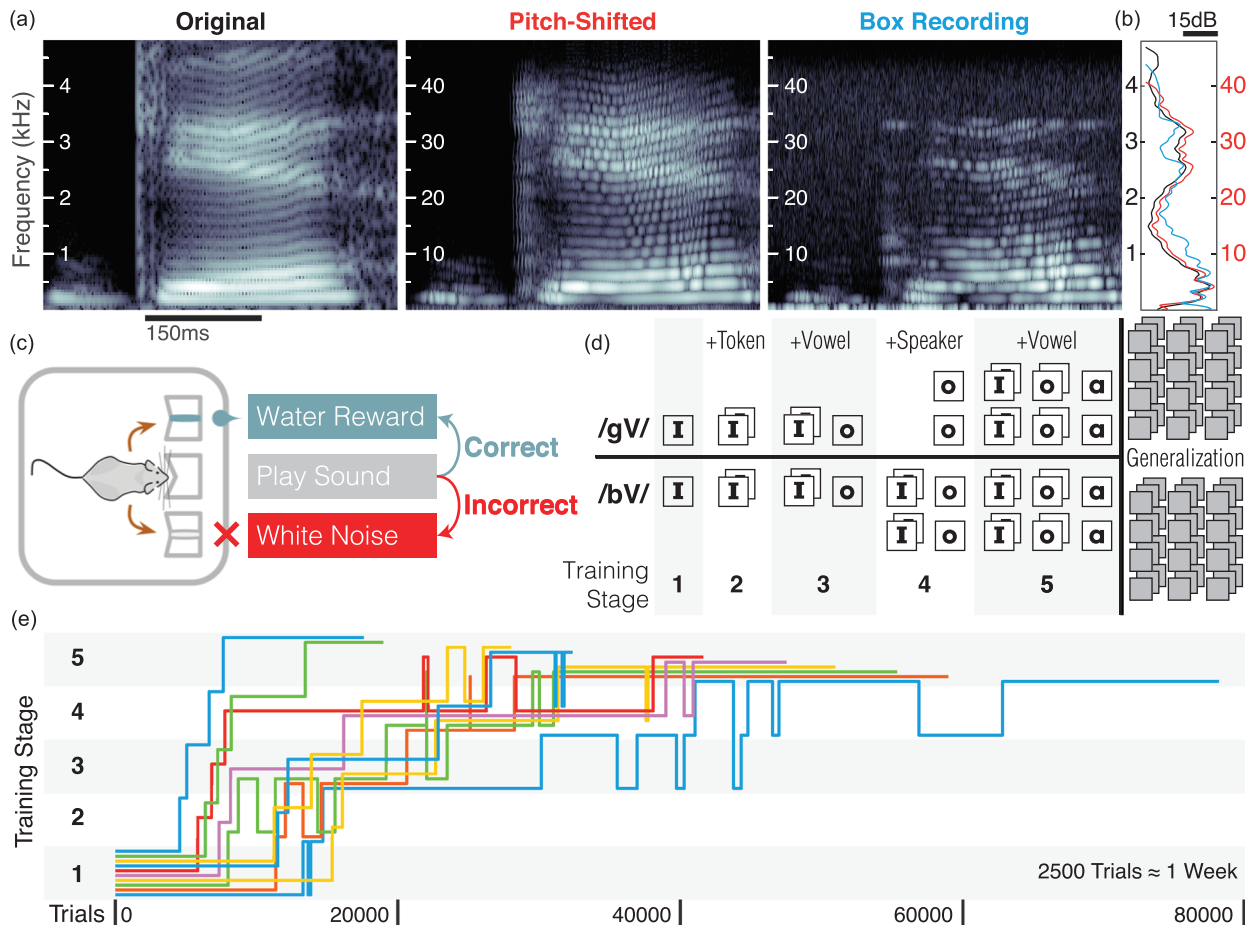 (a) Original Pitch-Shifted Box Recording (b) 15dB
Frequency (kHz)
4 40 40 4 40
3 30 30 3 30
2 20 20 2 20
1 10 10 1 10
150ms
(c)
Water Reward
Play Sound
White Noise
Correct
Incorrect
(d)
+Token +Vowel +Speaker +Vowel
o I o a
/gV/ I I I o o I o a
Generalization
/bV/ I I I o I o I o a
I o I o a
Training Stage 1 2 3 4 5
(e)
Training Stage
5
4
3
2
1
2500 Trials ≈ 1 Week
Trials 0 20000 40000 60000 80000